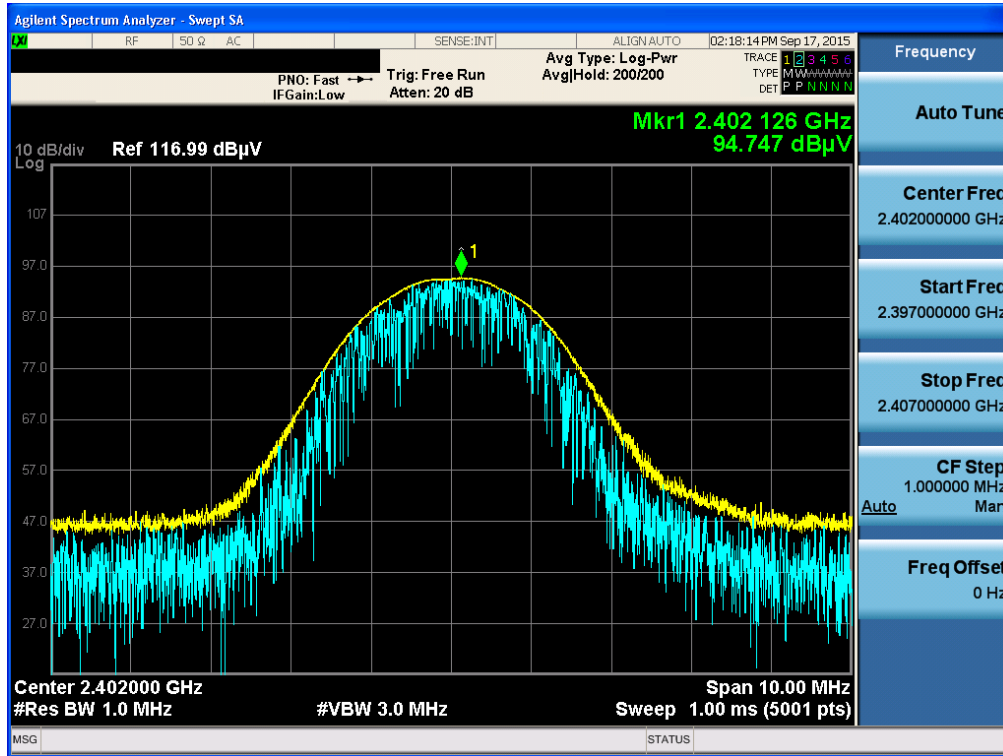 Agilent Spectrum Analyzer - Swept SA
LXI RF 50 Ω AC SENSE:INT ALIGN AUTO 02:18:14 PM Sep 17, 2015
Frequency
PNO: Fast Trig: Free Run Avg Type: Log-Pwr TRACE 1 2 3 4 5 6
IFGain:Low Atten: 20 dB Avg|Hold: 200/200 TYPE M WWWWWW
DET P P N N N N
Auto Tune
Mkr1 2.402 126 GHz
94.747 dBµV
10 dB/div Ref 116.99 dBµV
Log
107
97.0
87.0
77.0
67.0
57.0
47.0
37.0
27.0
1
Center Freq
2.402000000 GHz
Start Freq
2.397000000 GHz
Stop Freq
2.407000000 GHz
CF Step
1.000000 MHz
Auto Man
Freq Offset
0 Hz
Center 2.402000 GHz Span 10.00 MHz
#Res BW 1.0 MHz #VBW 3.0 MHz Sweep 1.00 ms (5001 pts)
MSG STATUS